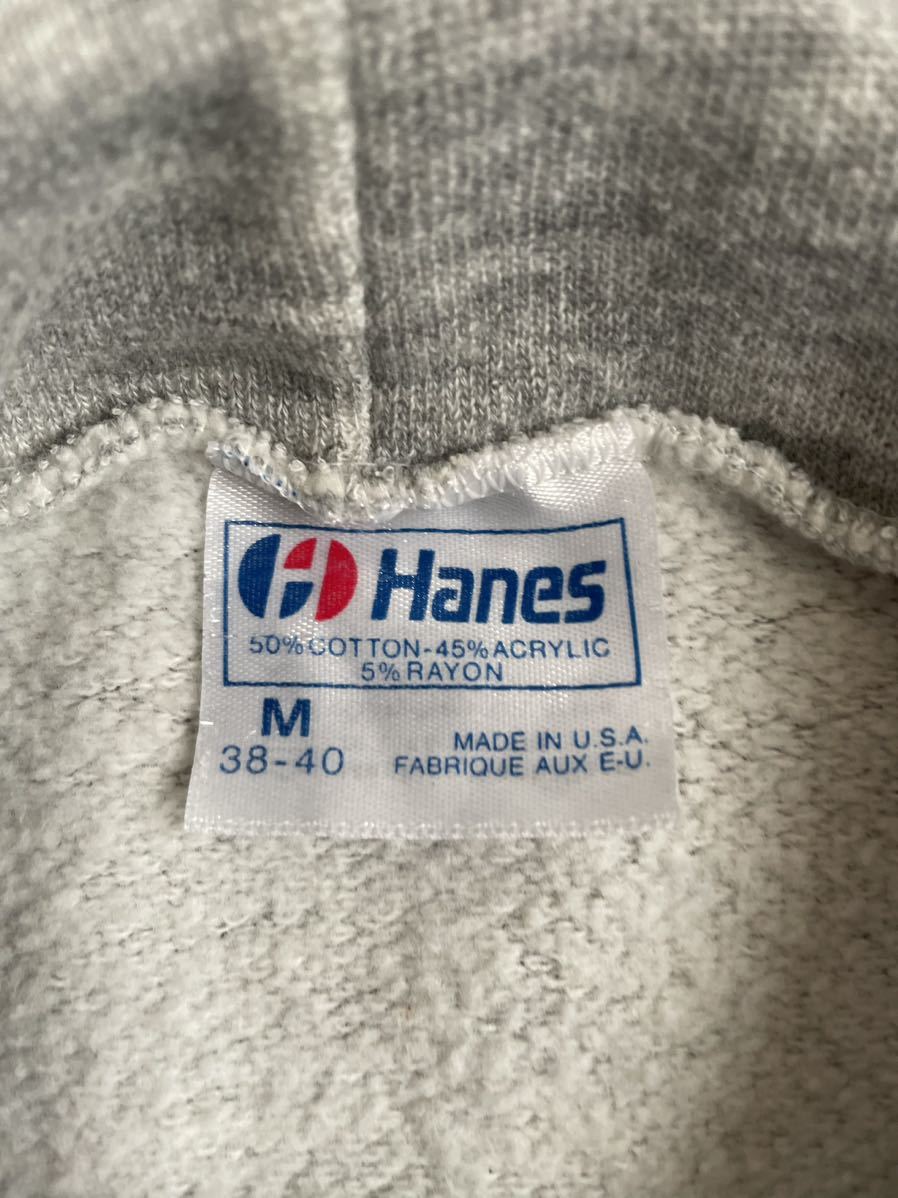 Hanes
50% COTTON-45% ACRYLIC
5% RAYON
M
38-40
MADE IN U.S.A.
FABRIQUE AUX E-U.